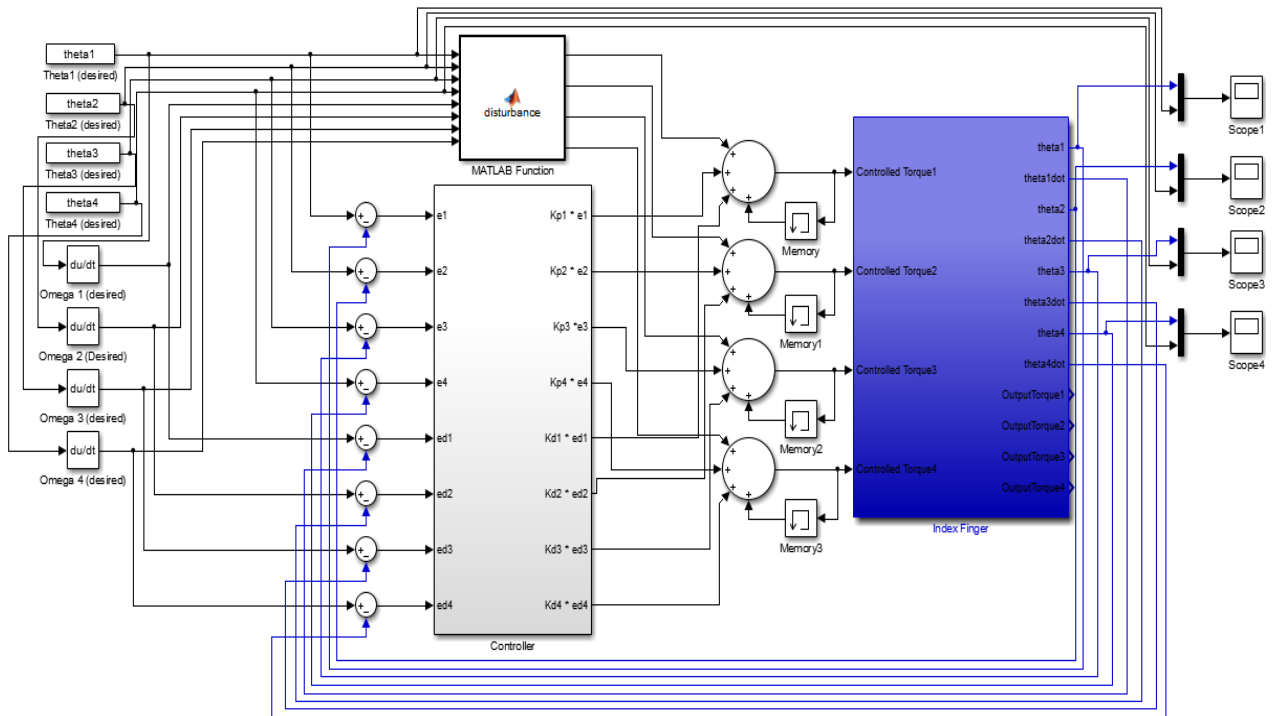 theta1
Theta1 (desired)
theta2
Theta2 (desired)
theta3
Theta3 (desired)
theta4
Theta4 (desired)
du/dt
Omega 1 (desired)
du/dt
Omega 2 (Desired)
du/dt
Omega 3 (desired)
du/dt
Omega 4 (desired)
disturbance
MATLAB Function
e1
e2
e3
e4
ed1
ed2
ed3
ed4
Kp1 * e1
Kp2 * e2
Kp3 *e3
Kp4 * e4
Kd1 * ed1
Kd2 * ed2
Kd3 * ed3
Kd4 * ed4
Controller
Memory
Memory1
Memory2
Memory3
Controlled Torque1
Controlled Torque2
Controlled Torque3
Controlled Torque4
theta1
theta1dot
theta2
theta2dot
theta3
theta3dot
theta4
theta4dot
OutputTorque1
OutputTorque2
OutputTorque3
OutputTorque4
Index Finger
Scope1
Scope2
Scope3
Scope4